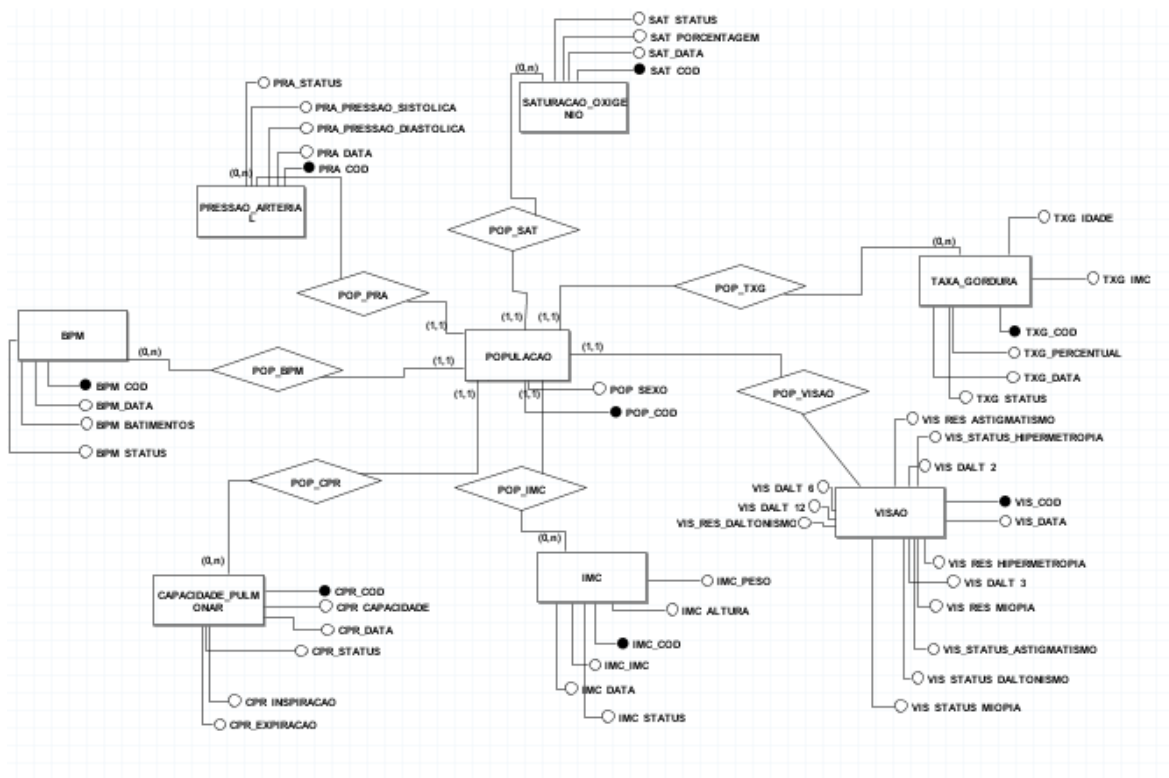 SAT STATUS
SAT PORCENTAGEM
SAT_DATA
SAT COD
(0,n)
SATURACAO_OXIGE
NIO
PRA_STATUS
PRA_PRESSAO_SISTOLICA
PRA_PRESSAO_DIASTOLICA
PRA DATA
PRA COD
(0,n)
PRESSAO_ARTERIA
L
POP_SAT
POP_PRA
(1,1)
(1,1)
(1,1)
POP_TXG
(0,n)
TAXA_GORDURA
TXG IDADE
TXG IMC
TXG_COD
TXG_PERCENTUAL
TXG_DATA
TXG STATUS
BPM
(0,n)
POP_BPM
(1,1)
BPM COD
BPM_DATA
BPM BATIMENTOS
BPM STATUS
POPULACAO
(1,1)
POP SEXO
POP_COD
(1,1)
(1,1)
POP_VISAO
POP_CPR
POP_IMC
VIS RES ASTIGMATISMO
VIS_STATUS_HIPERMETROPIA
VIS DALT 2
VIS DALT 6
VIS DALT 12
VIS_RES_DALTONISMO
VISAO
VIS_COD
VIS_DATA
VIS RES HIPERMETROPIA
VIS DALT 3
VIS RES MIOPIA
VIS_STATUS_ASTIGMATISMO
VIS STATUS DALTONISMO
VIS STATUS MIOPIA
(0,n)
CAPACIDADE_PULM
ONAR
CPR_COD
CPR CAPACIDADE
CPR_DATA
CPR_STATUS
CPR INSPIRACAO
CPR_EXPIRACAO
(0,n)
IMC
IMC_PESO
IMC ALTURA
IMC_COD
IMC_IMC
IMC DATA
IMC STATUS